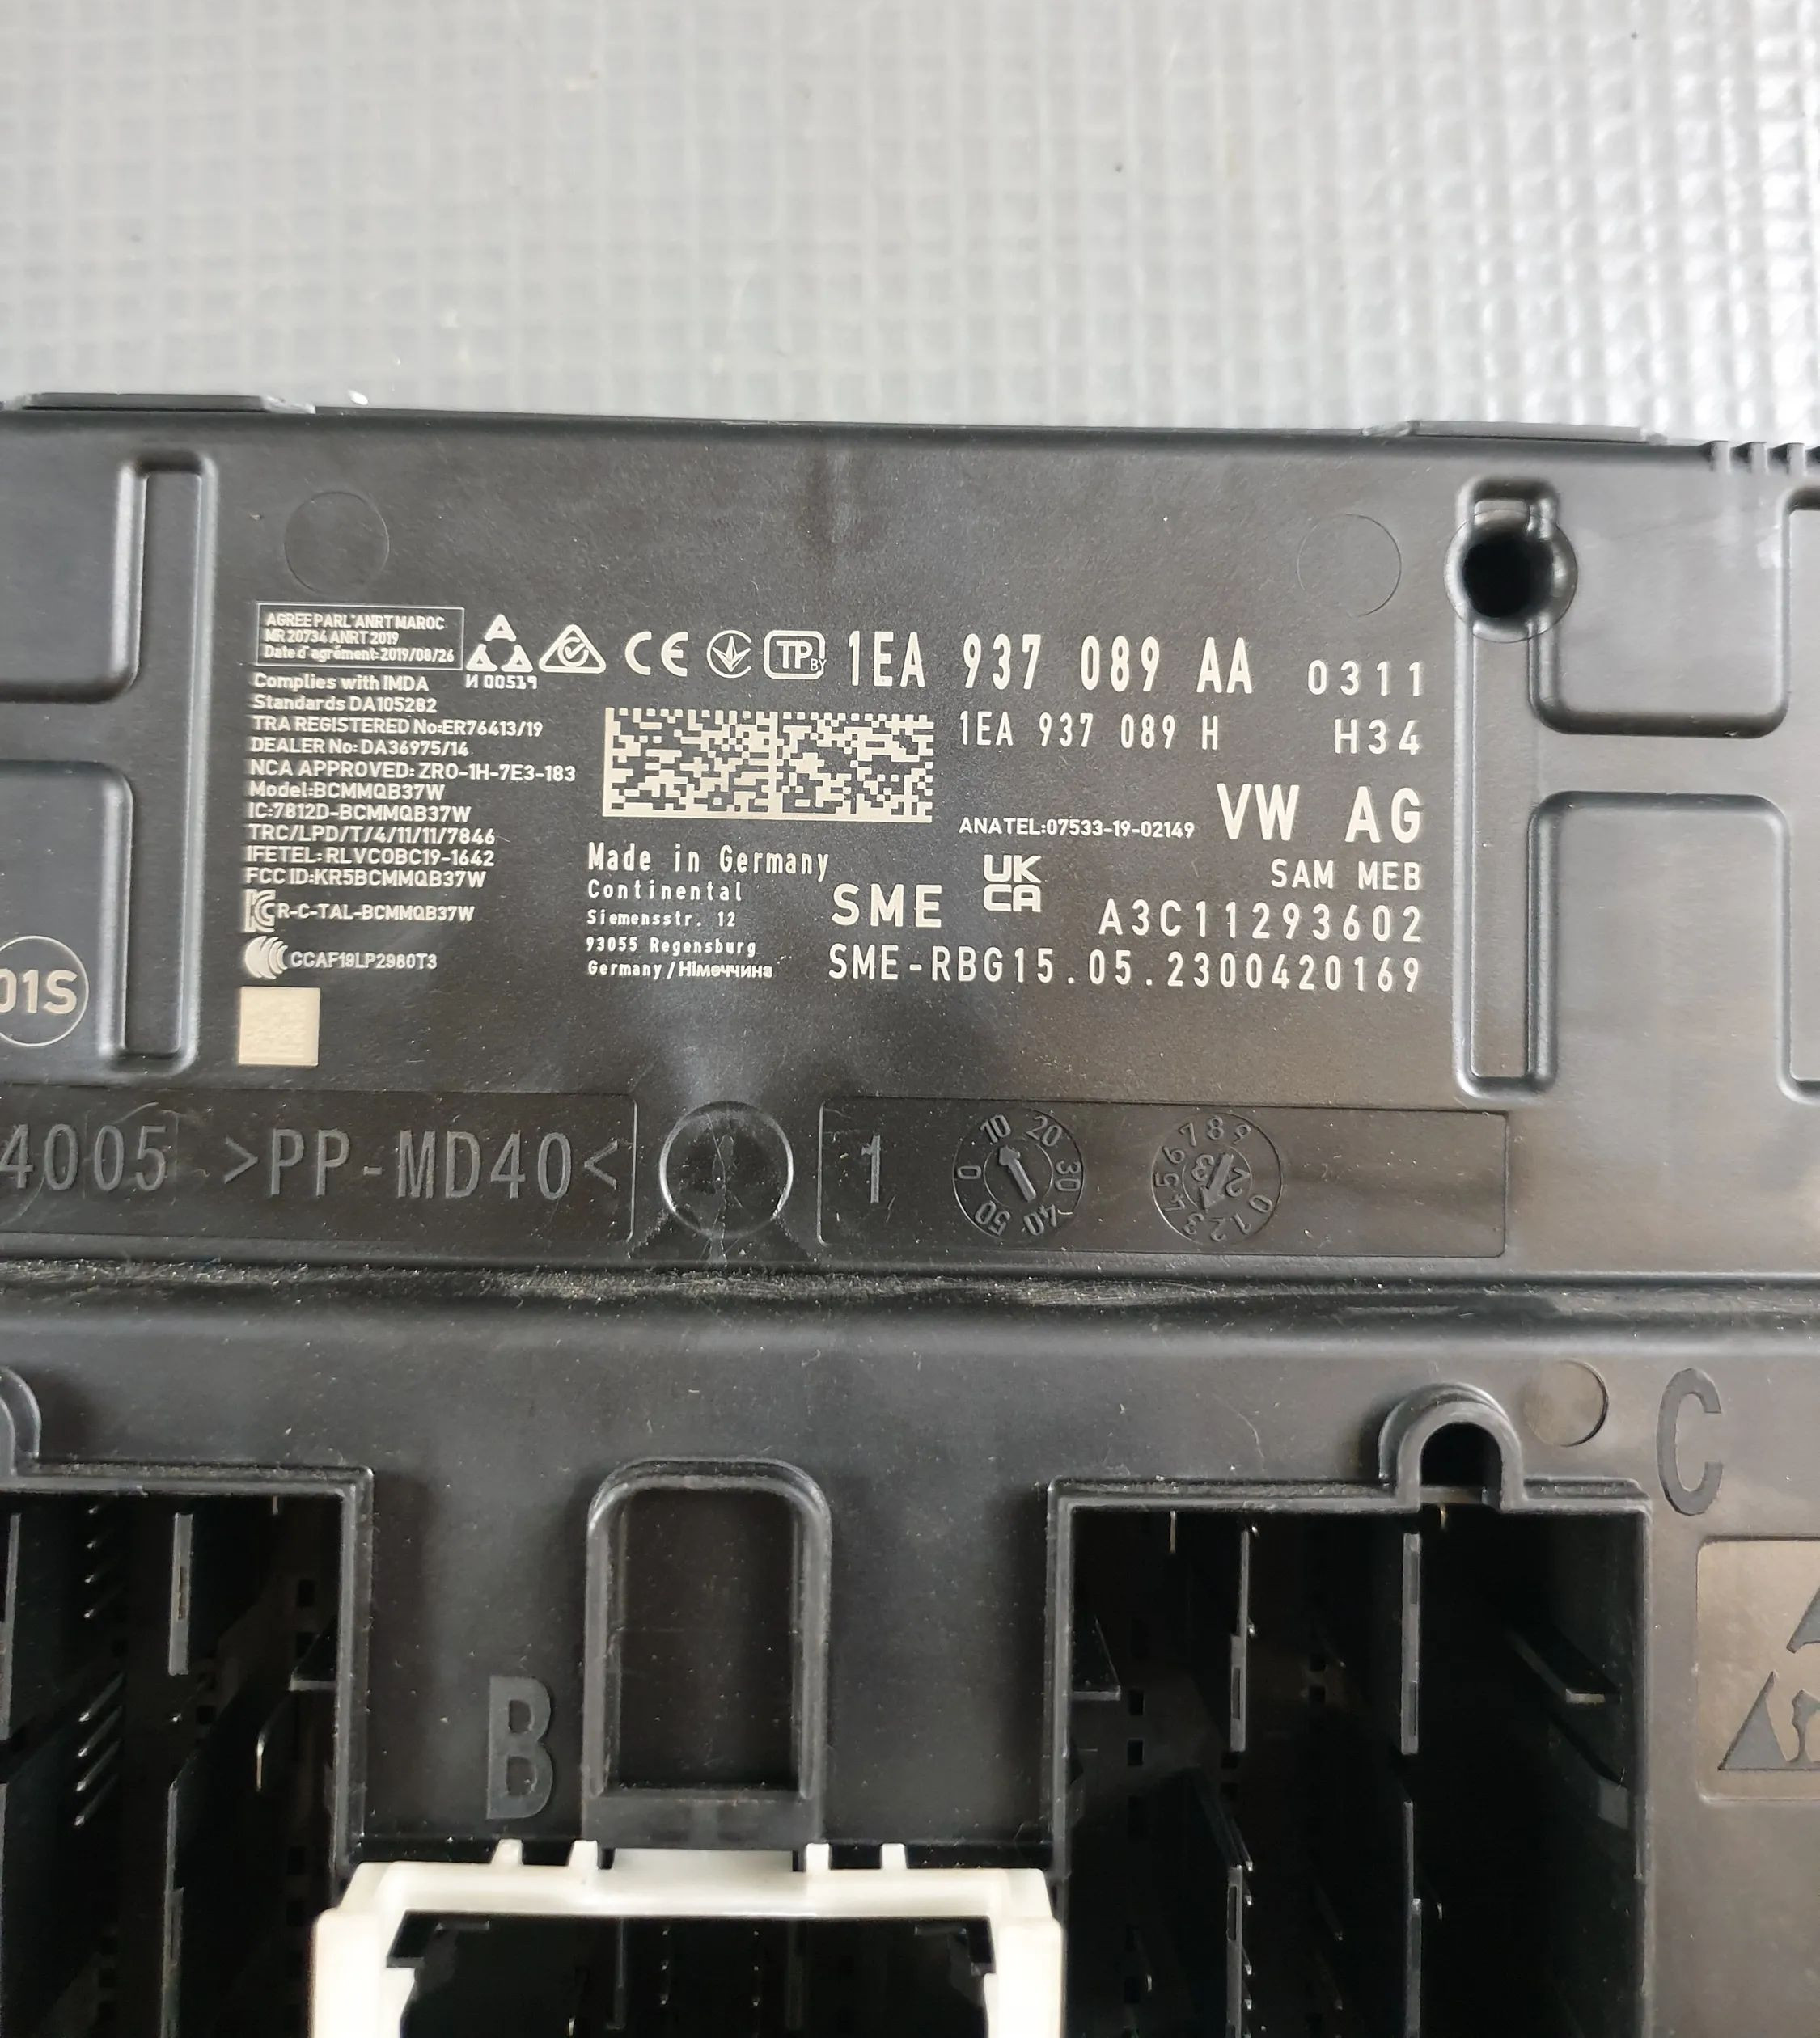 AGREE PAR L'ANRT MAROC
MR 20734 ANRT 2019
Date d'agrément: 2019/08/26
И 00519
TP BY
1EA 937 089 AA 0311
Complies with IMDA
Standards DA105282
TRA REGISTERED No:ER76413/19
DEALER No: DA36975/14
NCA APPROVED: ZRO-1H-7E3-183
Model:BCMMQB37W
IC:7812D-BCMMQB37W
TRC/LPD/T/4/11/11/7846
IFETEL: RLVCOBC19-1642
FCC ID:KR5BCMMQB37W
R-C-TAL-BCMMQB37W
CCAF19LP2980T3
1EA 937 089 H H34
ANATEL:07533-19-02149 VW AG
Made in Germany
Continental
Siemensstr. 12
93055 Regensburg
Germany/Німеччина
SME
UK
CA
SAM MEB
A3C11293602
SME-RBG15.05.2300420169
01S
4005 >PP-MD40<
1
0 10 20 30 40 50
0 1 2 3 4 5 6 7 8 9
23
B
C